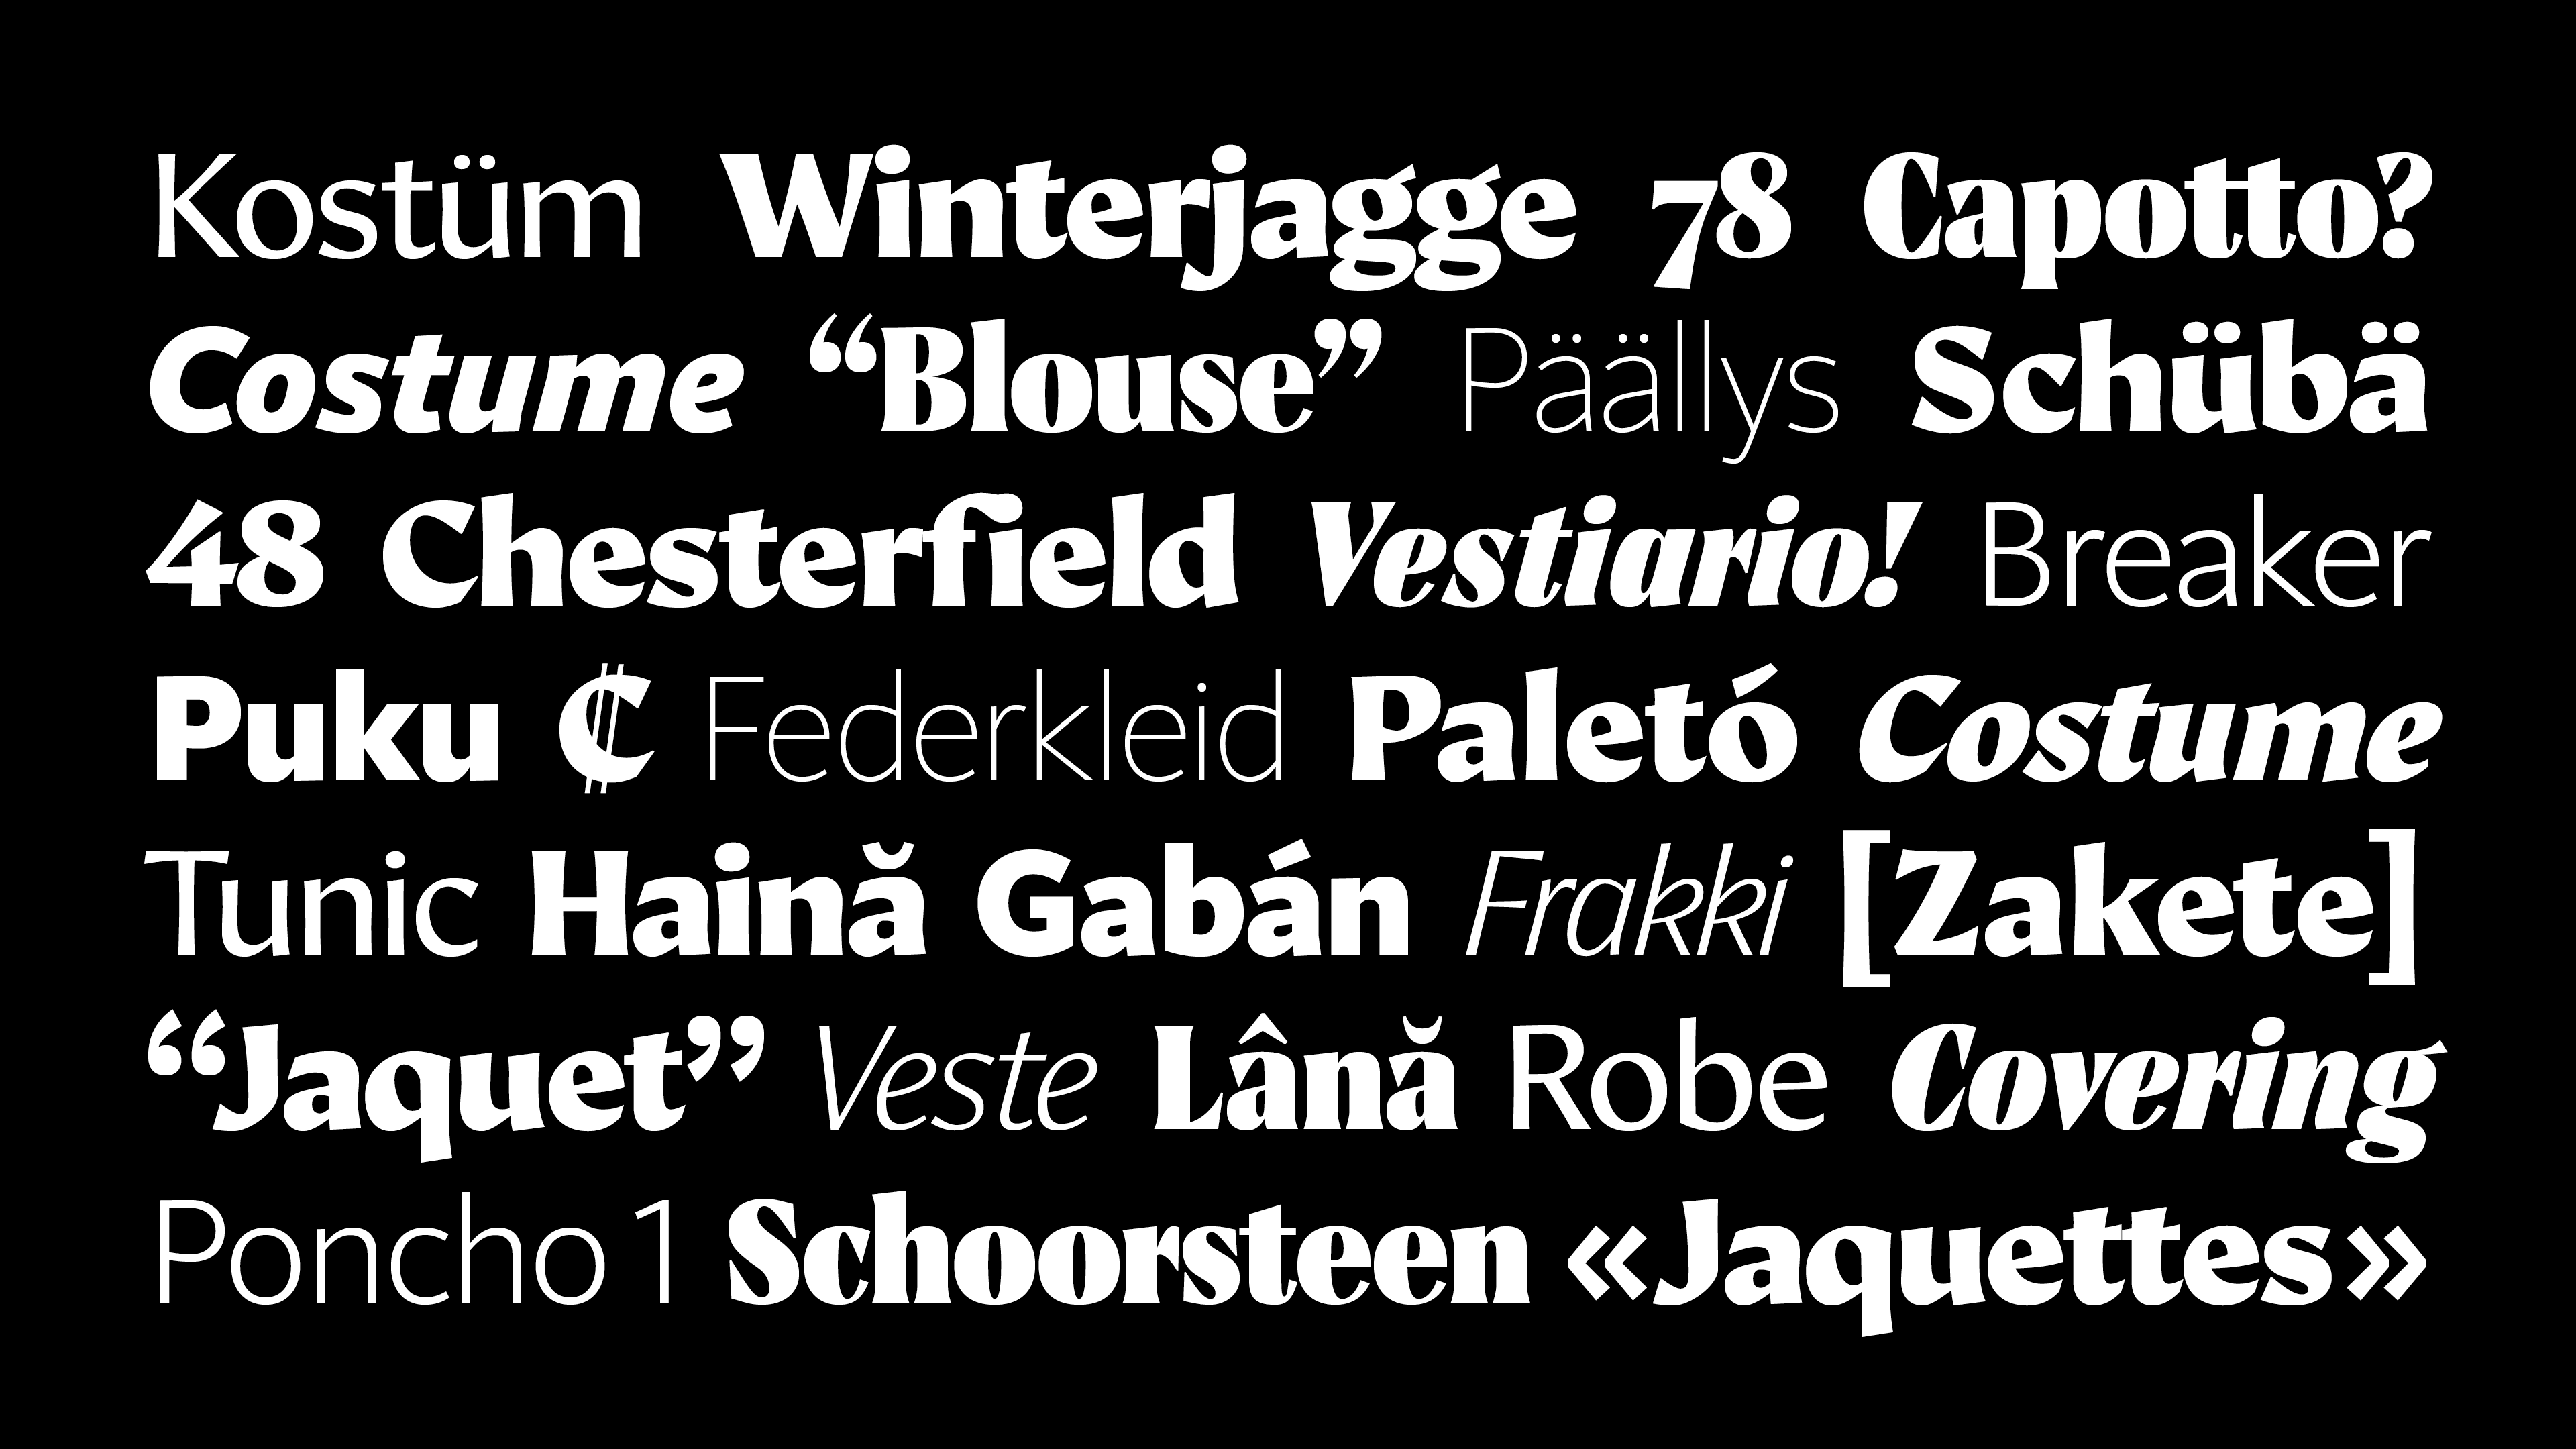 Kostüm Winterjagge 78 Capotto?
Costume “Blouse” Päällys Schübä
48 Chesterfield Vestiario! Breaker
Puku ₡ Federkleid Paletó Costume
Tunic Haină Gabán Frakki [Zakete]
“Jaquet” Veste Lână Robe Covering
Poncho 1 Schoorsteen «Jaquettes»